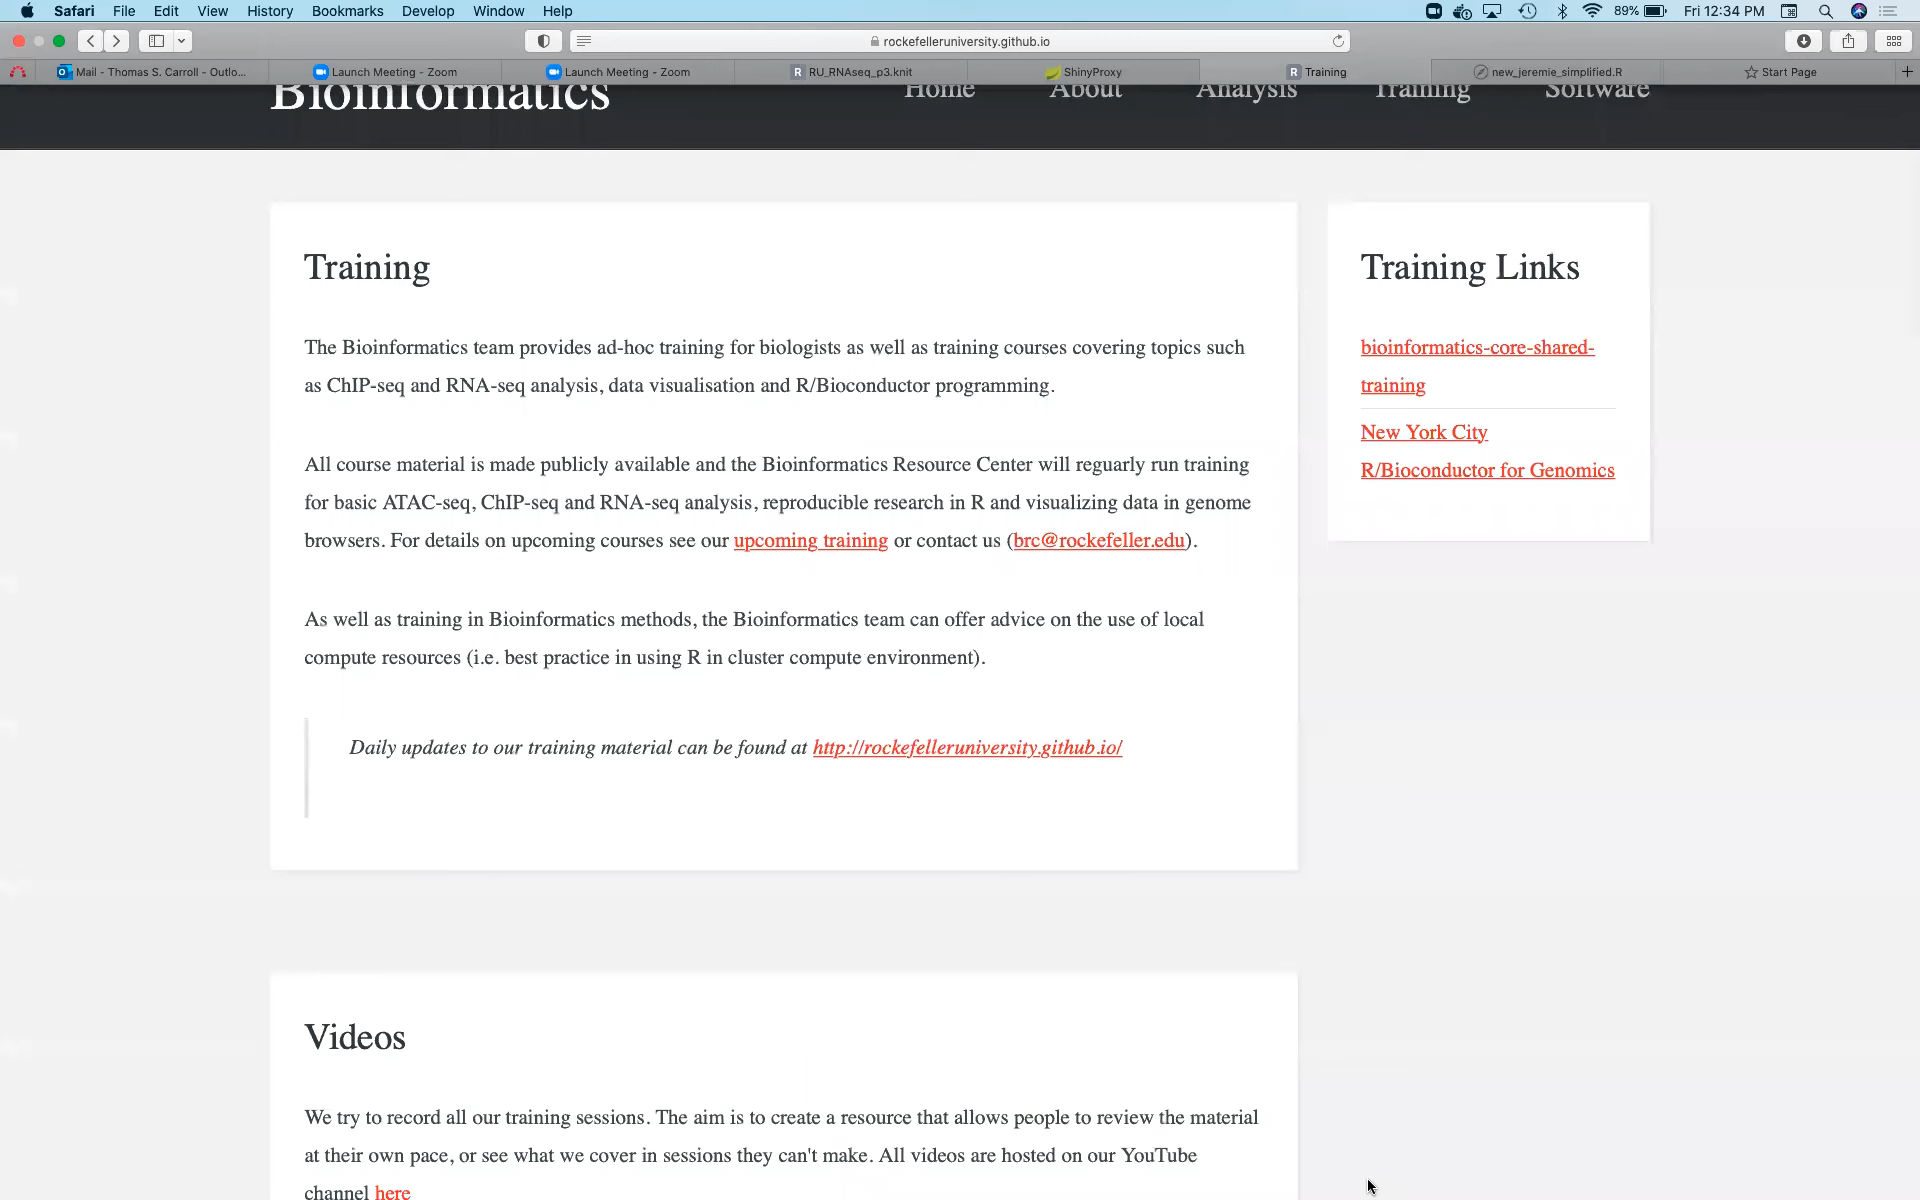 Safari File Edit View History Bookmarks Develop Window Help 89% Fri 12:34 PM
rockefelleruniversity.github.io
Mail - Thomas S. Carroll - Outlo... Launch Meeting - Zoom Launch Meeting - Zoom RU_RNAseq_p3.knit ShinyProxy Training new_jeremie_simplified.R Start Page
Bioinformatics Home About Analysis Training Software
Training
The Bioinformatics team provides ad-hoc training for biologists as well as training courses covering topics such
as ChIP-seq and RNA-seq analysis, data visualisation and R/Bioconductor programming.
All course material is made publicly available and the Bioinformatics Resource Center will reguarly run training
for basic ATAC-seq, ChIP-seq and RNA-seq analysis, reproducible research in R and visualizing data in genome
browsers. For details on upcoming courses see our upcoming training or contact us (brc@rockefeller.edu).
As well as training in Bioinformatics methods, the Bioinformatics team can offer advice on the use of local
compute resources (i.e. best practice in using R in cluster compute environment).
Daily updates to our training material can be found at http://rockefelleruniversity.github.io/
Training Links
bioinformatics-core-shared-
training
New York City
R/Bioconductor for Genomics
Videos
We try to record all our training sessions. The aim is to create a resource that allows people to review the material
at their own pace, or see what we cover in sessions they can't make. All videos are hosted on our YouTube
channel here